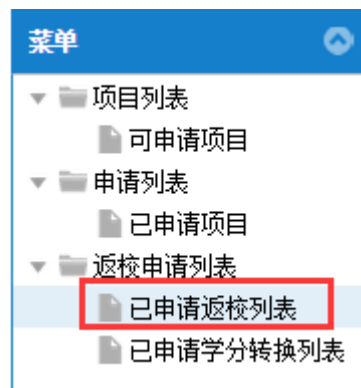 菜单
项目列表
可申请项目
申请列表
已申请项目
返校申请列表
已申请返校列表
已申请学分转换列表